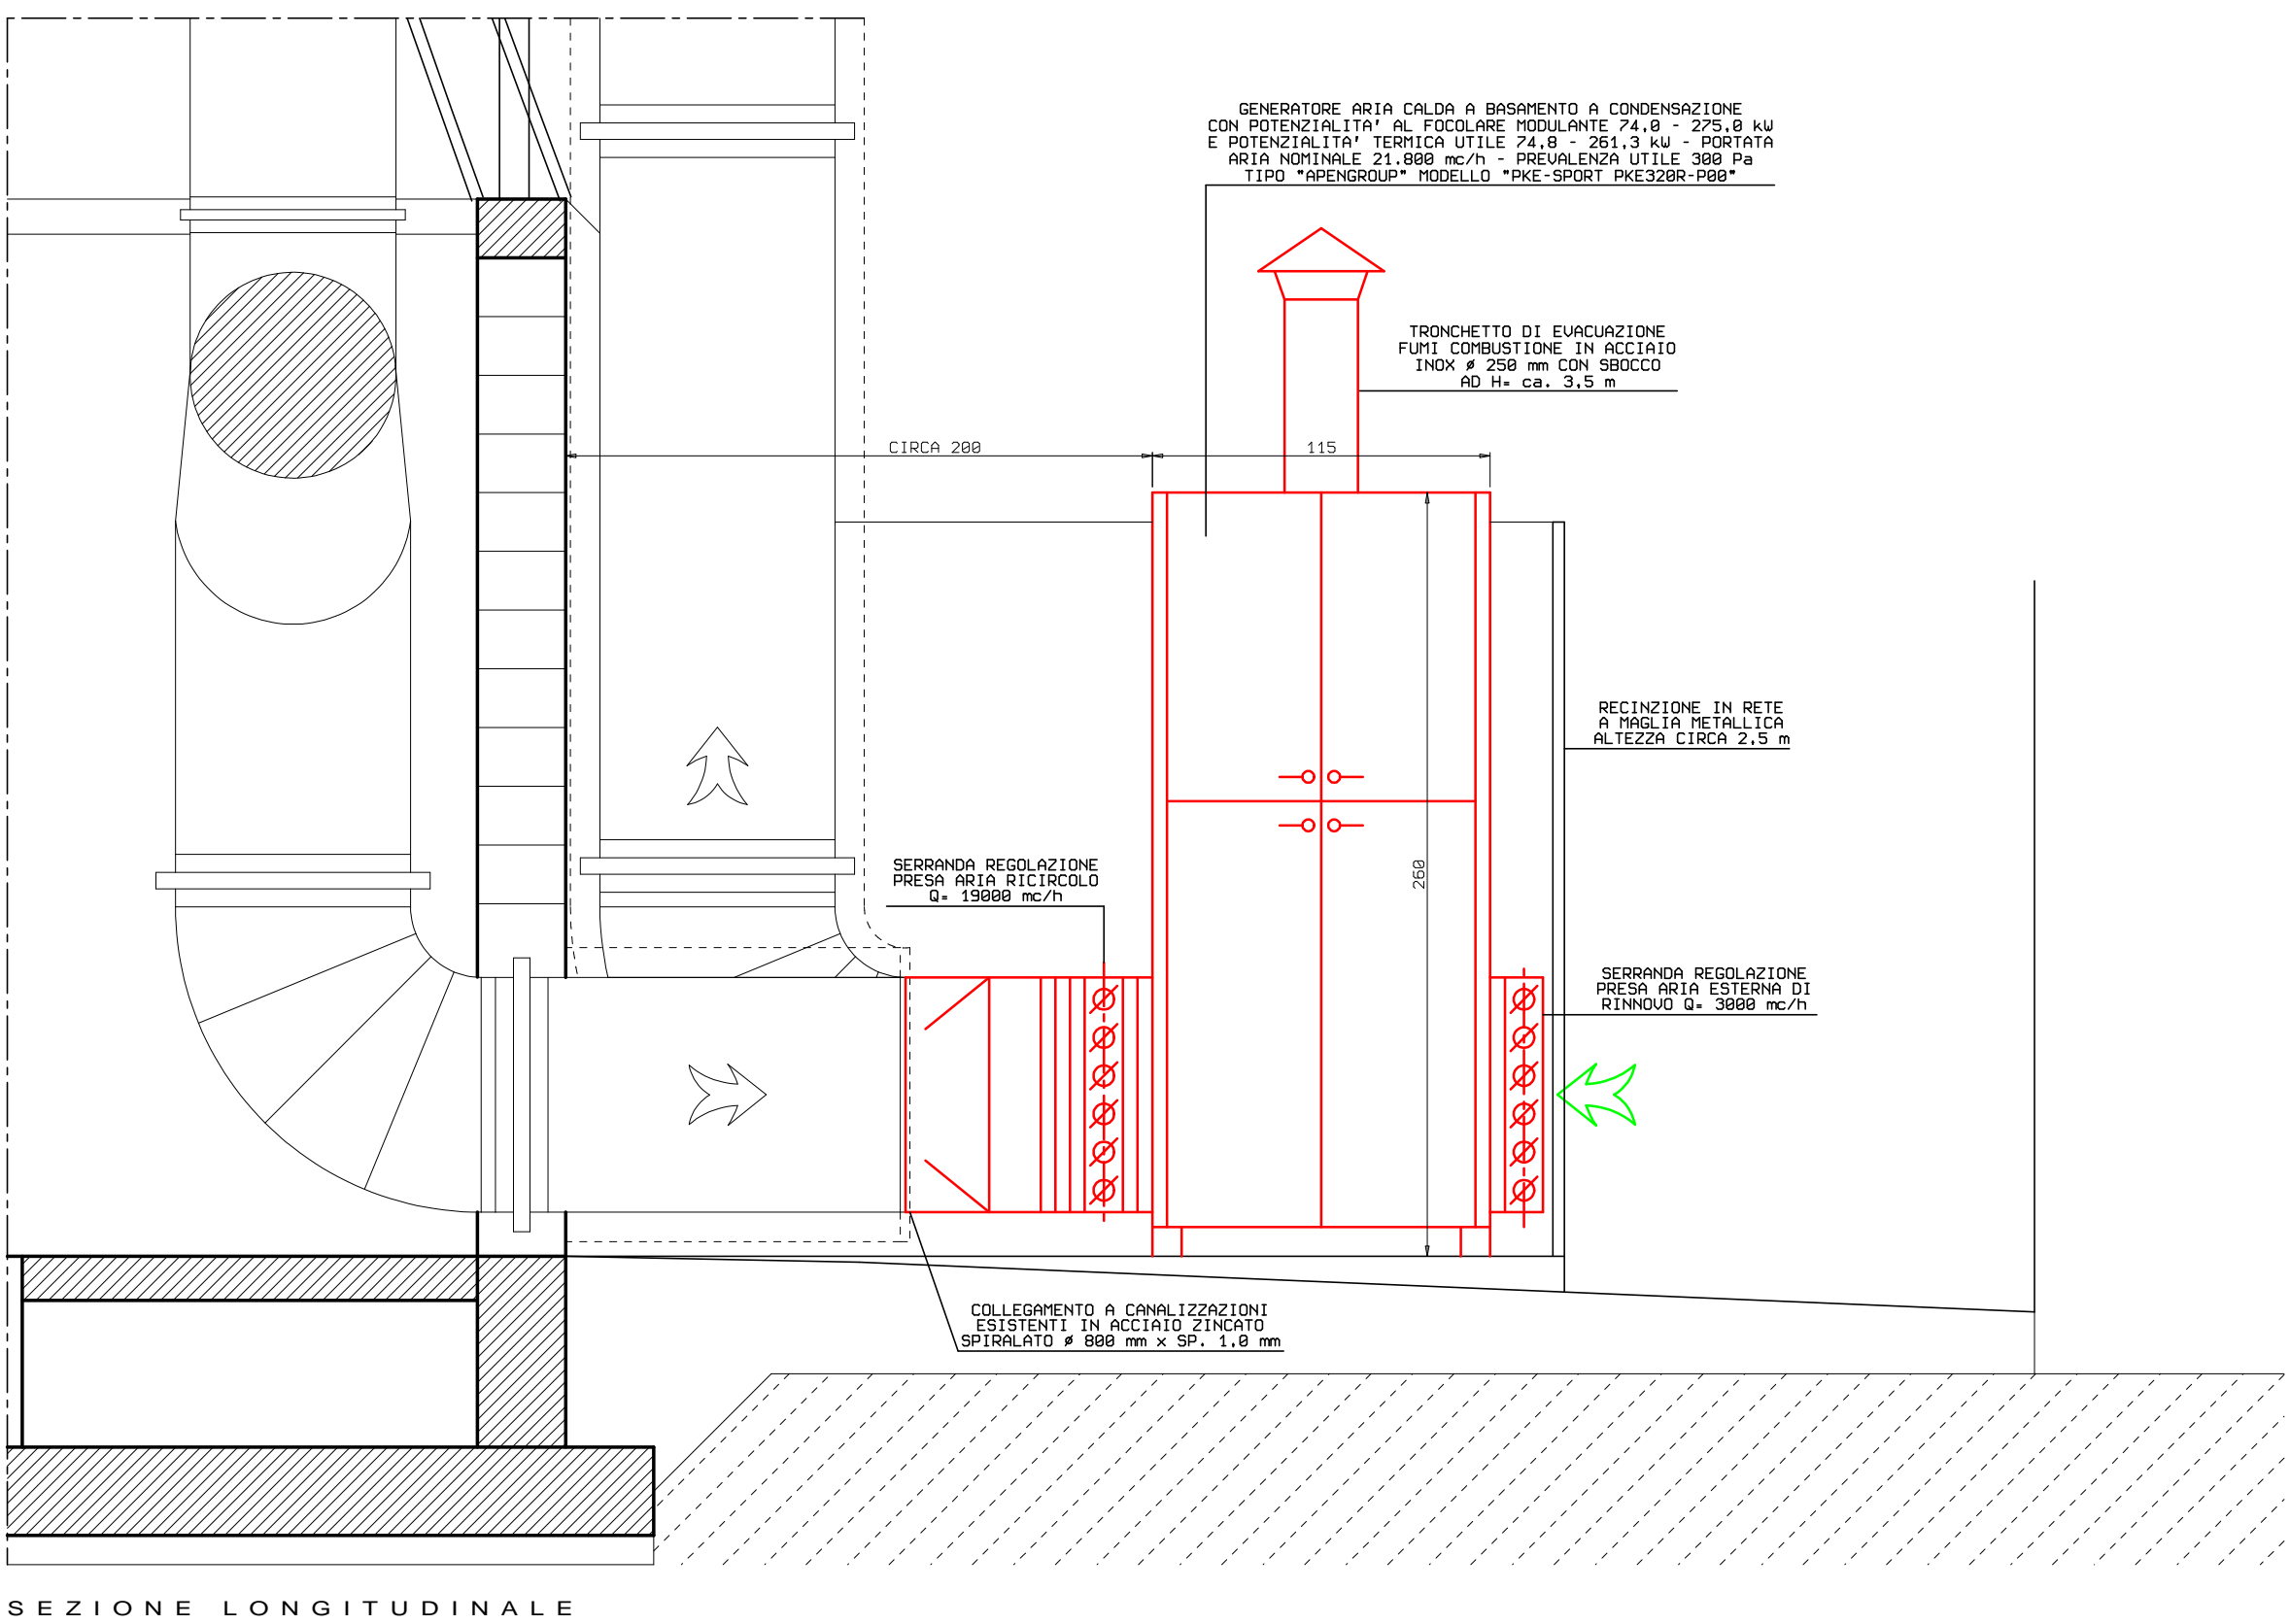 GENERATORE ARIA CALDA A BASAMENTO A CONDENSAZIONE
CON POTENZIALITA' AL FOCOLARE MODULANTE 74,0 - 275,0 kW
E POTENZIALITA' TERMICA UTILE 74,8 - 261,3 kW - PORTATA
ARIA NOMINALE 21.800 mc/h - PREVALENZA UTILE 300 Pa
TIPO "APENGROUP" MODELLO "PKE-SPORT PKE320R-P00"
TRONCHETTO DI EVACUAZIONE
FUMI COMBUSTIONE IN ACCIAIO
INOX ø 250 mm CON SBOCCO
AD H= ca. 3,5 m
CIRCA 200
115
RECINZIONE IN RETE
A MAGLIA METALLICA
ALTEZZA CIRCA 2,5 m
260
SERRANDA REGOLAZIONE
PRESA ARIA RICIRCOLO
Q= 19000 mc/h
SERRANDA REGOLAZIONE
PRESA ARIA ESTERNA DI
RINNOVO Q= 3000 mc/h
COLLEGAMENTO A CANALIZZAZIONI
ESISTENTI IN ACCIAIO ZINCATO
SPIRALATO ø 800 mm x SP. 1,0 mm
SEZIONE LONGITUDINALE